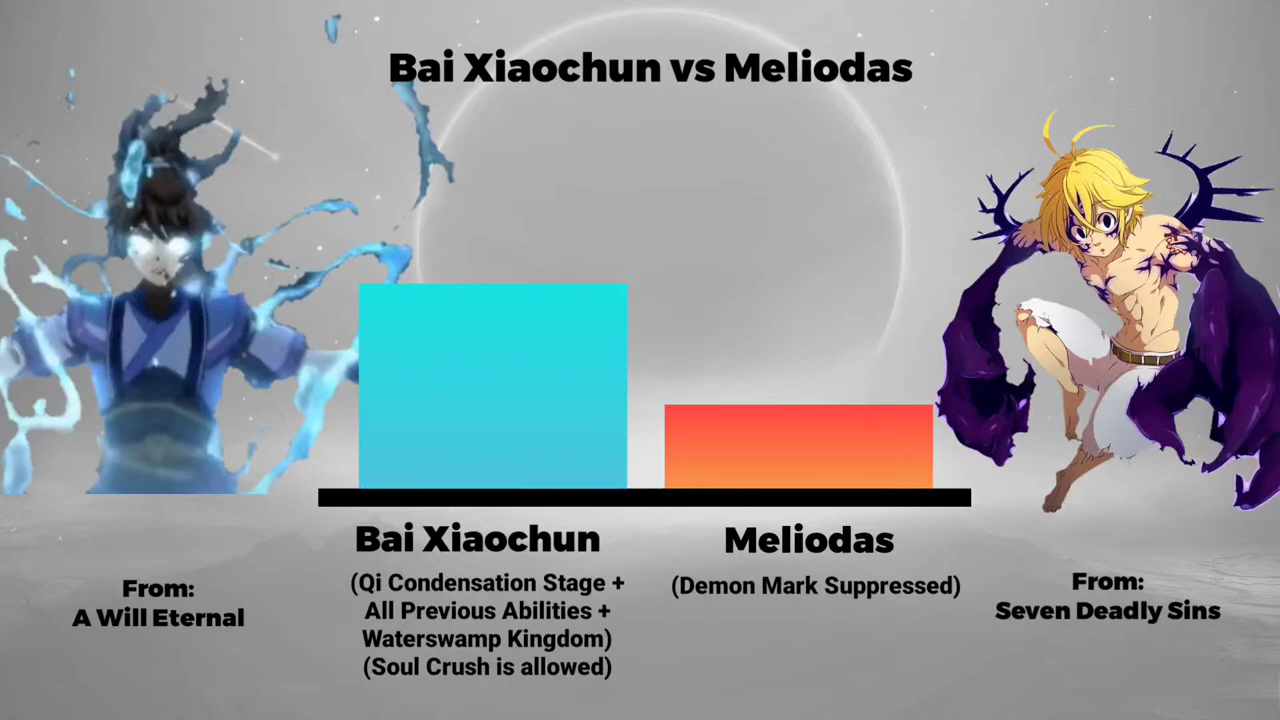 Bai Xiaochun vs Meliodas
Bai Xiaochun
(Qi Condensation Stage +
All Previous Abilities +
Waterswamp Kingdom)
(Soul Crush is allowed)
Meliodas
(Demon Mark Suppressed)
From:
A Will Eternal
From:
Seven Deadly Sins